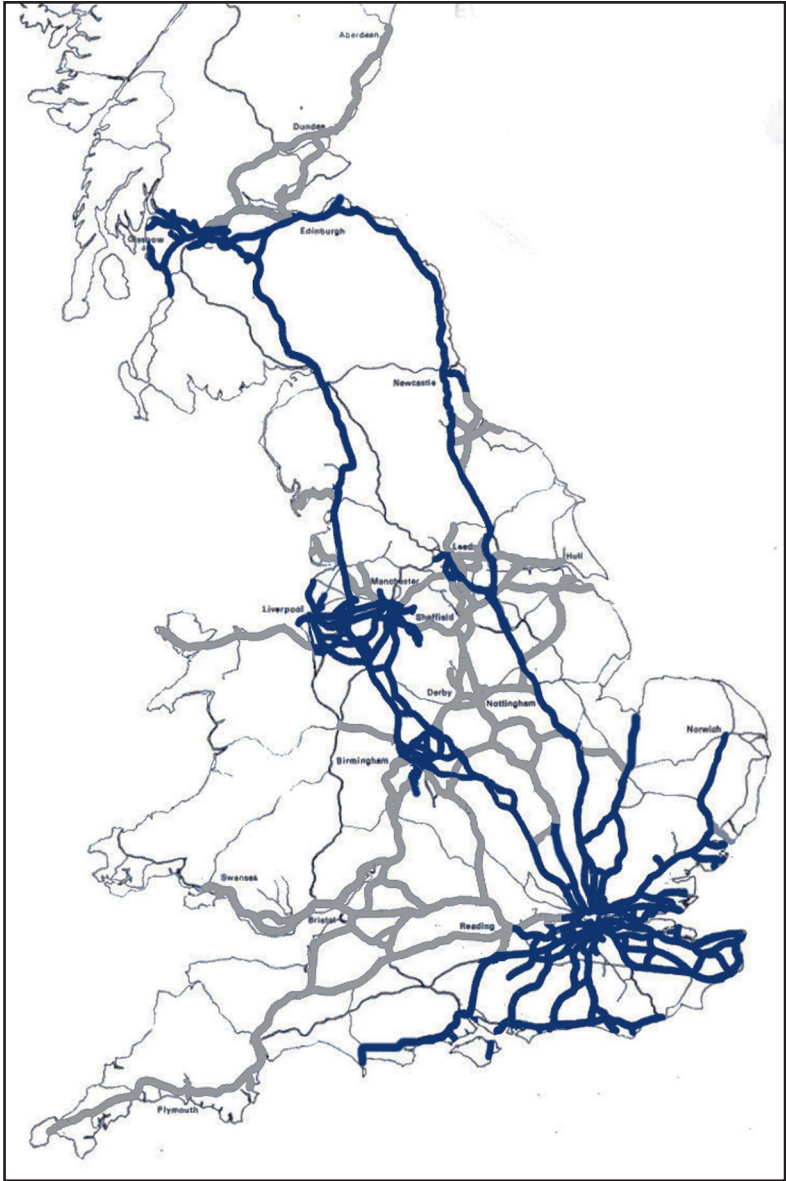 Aberdeen
Dundee
Glasgow
Edinburgh
Newcastle
Leeds
Hull
Manchester
Liverpool
Sheffield
Derby
Nottingham
Norwich
Birmingham
Swansea
Bristol
Reading
Plymouth